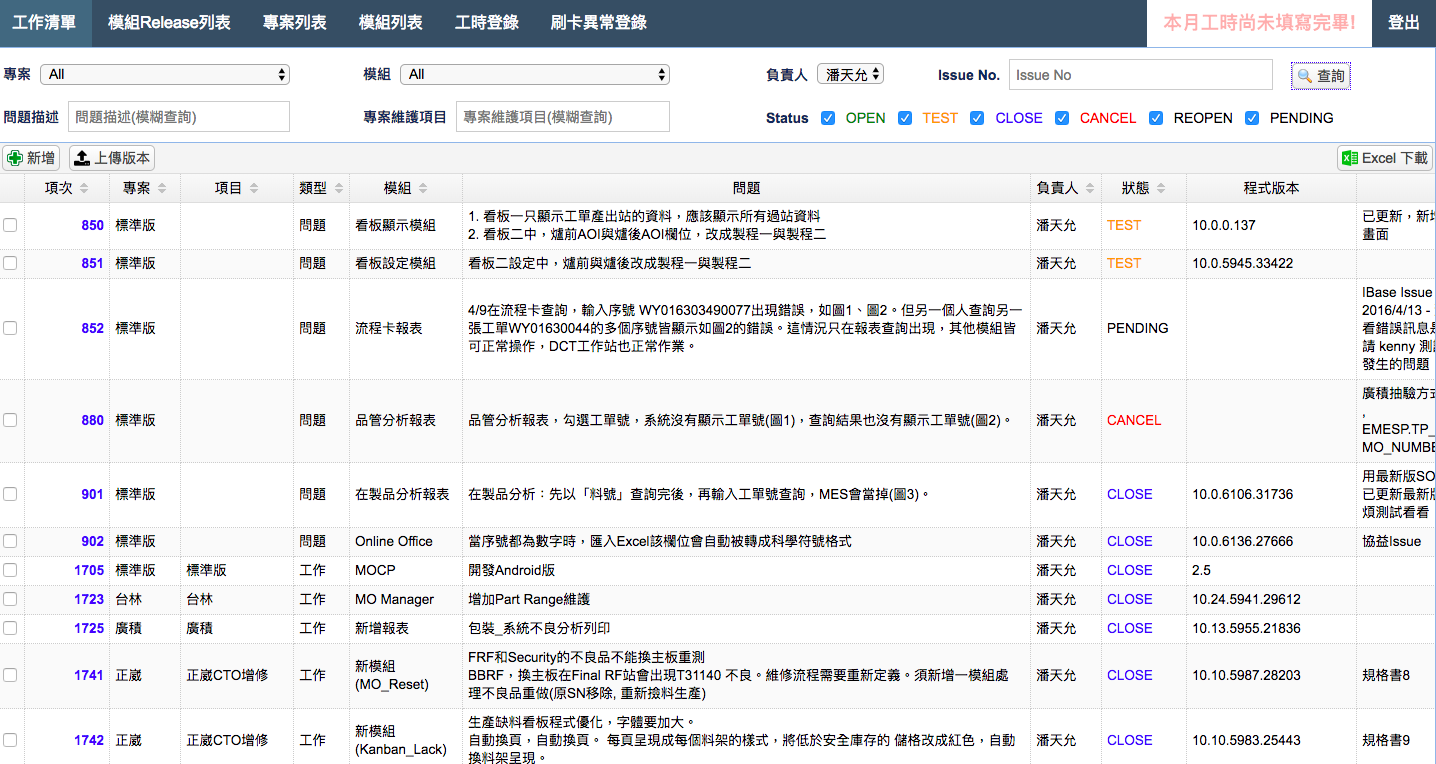 工作清單 模組Release列表 專案列表 模組列表 工時登錄 刷卡異常登錄 本月工時尚未填寫完畢! 登出
專案 All 模組 All 負責人 潘天允 Issue No. Issue No 查詢
問題描述 問題描述(模糊查詢) 專案維護項目 專案維護項目(模糊查詢) Status OPEN TEST CLOSE CANCEL REOPEN PENDING
新增 上傳版本 Excel 下載
項次 專案 項目 類型 模組 問題 負責人 狀態 程式版本
850 標準版 問題 看板顯示模組 1. 看板一只顯示工單產出站的資料，應該顯示所有過站資料
2. 看板二中，爐前AOI與爐後AOI欄位，改成製程一與製程二 潘天允 TEST 10.0.0.137 已更新，新增
畫面
851 標準版 問題 看板設定模組 看板二設定中，爐前與爐後改成製程一與製程二 潘天允 TEST 10.0.5945.33422
852 標準版 問題 流程卡報表 4/9在流程卡查詢，輸入序號 WY016303490077出現錯誤，如圖1、圖2。但另一個人查詢另一
張工單WY01630044的多個序號皆顯示如圖2的錯誤。這情況只在報表查詢出現，其他模組皆
可正常操作，DCT工作站也正常作業。 潘天允 PENDING IBase Issue
2016/4/13 -
看錯誤訊息是
請 kenny 測試
發生的問題
880 標準版 問題 品管分析報表 品管分析報表，勾選工單號，系統沒有顯示工單號(圖1)，查詢結果也沒有顯示工單號(圖2)。 潘天允 CANCEL 廣積抽驗方式
,
EMESP.TP_
MO_NUMBE
901 標準版 問題 在製品分析報表 在製品分析：先以「料號」查詢完後，再輸入工單號查詢，MES會當掉(圖3)。 潘天允 CLOSE 10.0.6106.31736 用最新版SO
已更新最新版
煩測試看看
902 標準版 問題 Online Office 當序號都為數字時，匯入Excel該欄位會自動被轉成科學符號格式 潘天允 CLOSE 10.0.6136.27666 協益Issue
1705 標準版 標準版 工作 MOCP 開發Android版 潘天允 CLOSE 2.5
1723 台林 台林 工作 MO Manager 增加Part Range維護 潘天允 CLOSE 10.24.5941.29612
1725 廣積 廣積 工作 新增報表 包裝_系統不良分析列印 潘天允 CLOSE 10.13.5955.21836
1741 正崴 正崴CTO增修 工作 新模組
(MO_Reset) FRF和Security的不良品不能換主板重測
BBRF，換主板在Final RF站會出現T31140 不良。維修流程需要重新定義。須新增一模組處
理不良品重做(原SN移除, 重新撿料生產) 潘天允 CLOSE 10.10.5987.28203 規格書8
1742 正崴 正崴CTO增修 工作 新模組
(Kanban_Lack) 生產缺料看板程式優化，字體要加大。
自動換頁，自動換頁。 每頁呈現成每個料架的樣式，將低於安全庫存的 儲格改成紅色，自動
換料架呈現。 潘天允 CLOSE 10.10.5983.25443 規格書9